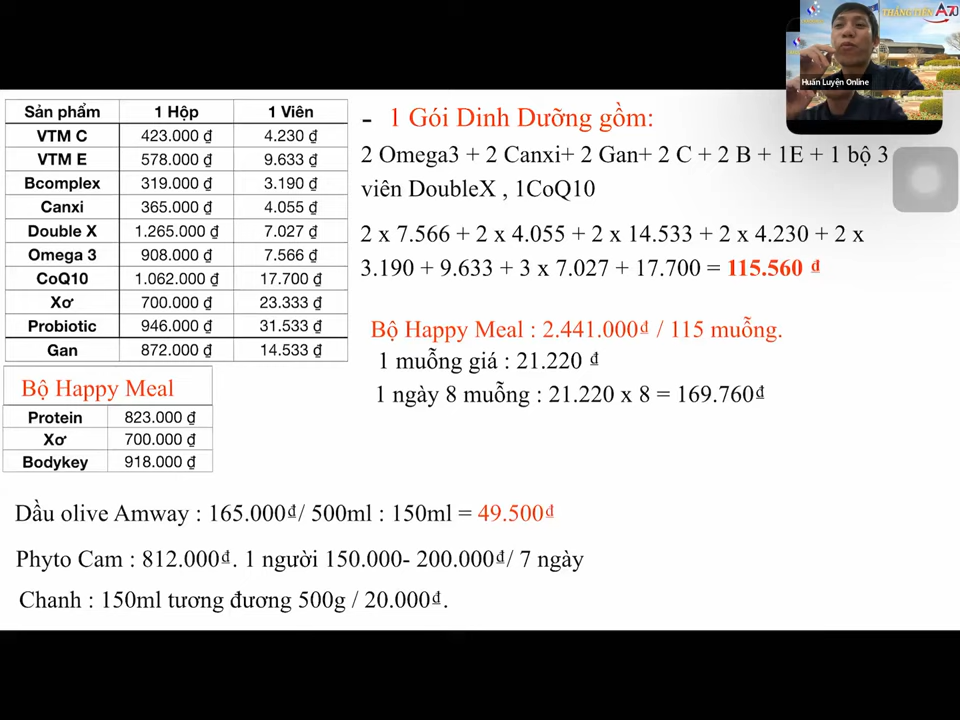 THẲNG TIẾN A70
Huấn Luyện Online
Sản phẩm 1 Hộp 1 Viên
VTM C 423.000 ₫ 4.230 ₫
VTM E 578.000 ₫ 9.633 ₫
Bcomplex 319.000 ₫ 3.190 ₫
Canxi 365.000 ₫ 4.055 ₫
Double X 1.265.000 ₫ 7.027 ₫
Omega 3 908.000 ₫ 7.566 ₫
CoQ10 1.062.000 ₫ 17.700 ₫
Xơ 700.000 ₫ 23.333 ₫
Probiotic 946.000 ₫ 31.533 ₫
Gan 872.000 ₫ 14.533 ₫
Bộ Happy Meal
Protein 823.000 ₫
Xơ 700.000 ₫
Bodykey 918.000 ₫
- 1 Gói Dinh Dưỡng gồm:
2 Omega3 + 2 Canxi+ 2 Gan+ 2 C + 2 B + 1E + 1 bộ 3
viên DoubleX , 1CoQ10
2 x 7.566 + 2 x 4.055 + 2 x 14.533 + 2 x 4.230 + 2 x
3.190 + 9.633 + 3 x 7.027 + 17.700 = 115.560 ₫
Bộ Happy Meal : 2.441.000₫ / 115 muỗng.
1 muỗng giá : 21.220 ₫
1 ngày 8 muỗng : 21.220 x 8 = 169.760₫
Dầu olive Amway : 165.000₫/ 500ml : 150ml = 49.500₫
Phyto Cam : 812.000₫. 1 người 150.000- 200.000₫/ 7 ngày
Chanh : 150ml tương đương 500g / 20.000₫.